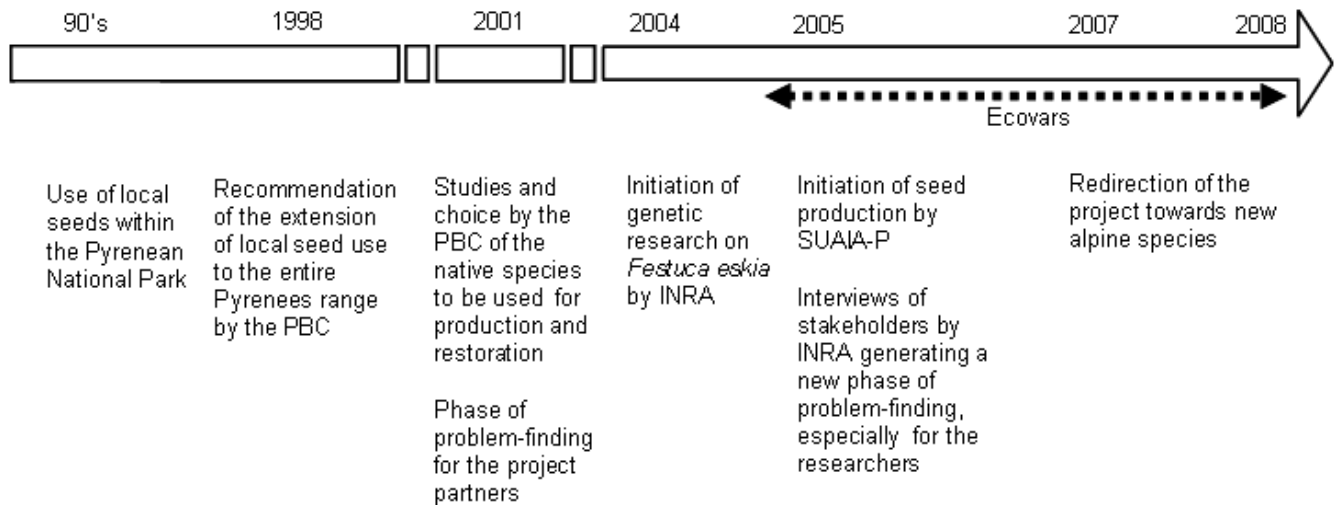 90's 1998 2001 2004 2005 2007 2008
Ecovars
Use of local
seeds within
the Pyrenean
National Park
Recommendation
of the extension
of local seed use
to the entire
Pyrenees range
by the PBC
Studies and
choice by the
PBC of the
native species
to be used for
production and
restoration
Phase of
problem-finding
for the project
partners
Initiation of
genetic
research on
Festuca eskia
by INRA
Initiation of seed
production by
SUAIA-P
Interviews of
stakeholders by
INRA generating a
new phase of
problem-finding,
especially for the
researchers
Redirection of the
project towards new
alpine species